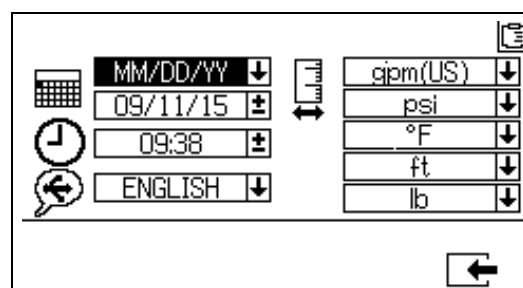 MM/DD/YY
09/11/15
09:38
ENGLISH
gpm(US)
psi
°F
ft
lb